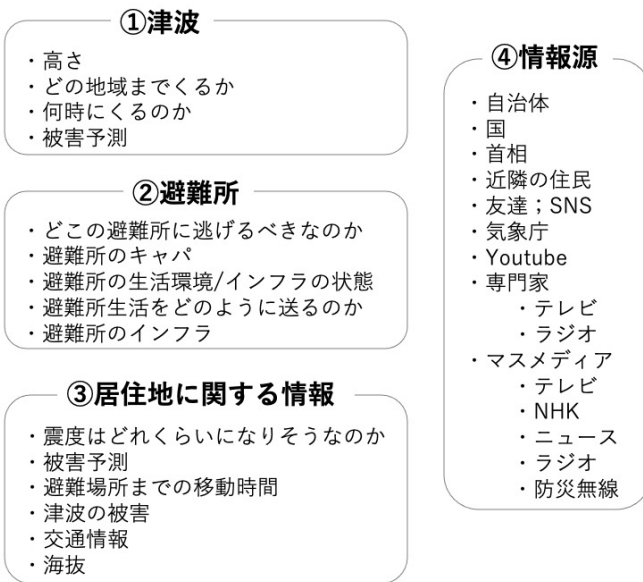 ①津波
・高さ
・どの地域までくるか
・何時にくるのか
・被害予測
②避難所
・どこの避難所に逃げるべきなのか
・避難所のキャパ
・避難所の生活環境/インフラの状態
・避難所生活をどのように送るのか
・避難所のインフラ
③居住地に関する情報
・震度はどれくらいになりそうなのか
・被害予測
・避難場所までの移動時間
・津波の被害
・交通情報
・海抜
④情報源
・自治体
・国
・首相
・近隣の住民
・友達；SNS
・気象庁
・Youtube
・専門家
・テレビ
・ラジオ
・マスメディア
・テレビ
・NHK
・ニュース
・ラジオ
・防災無線